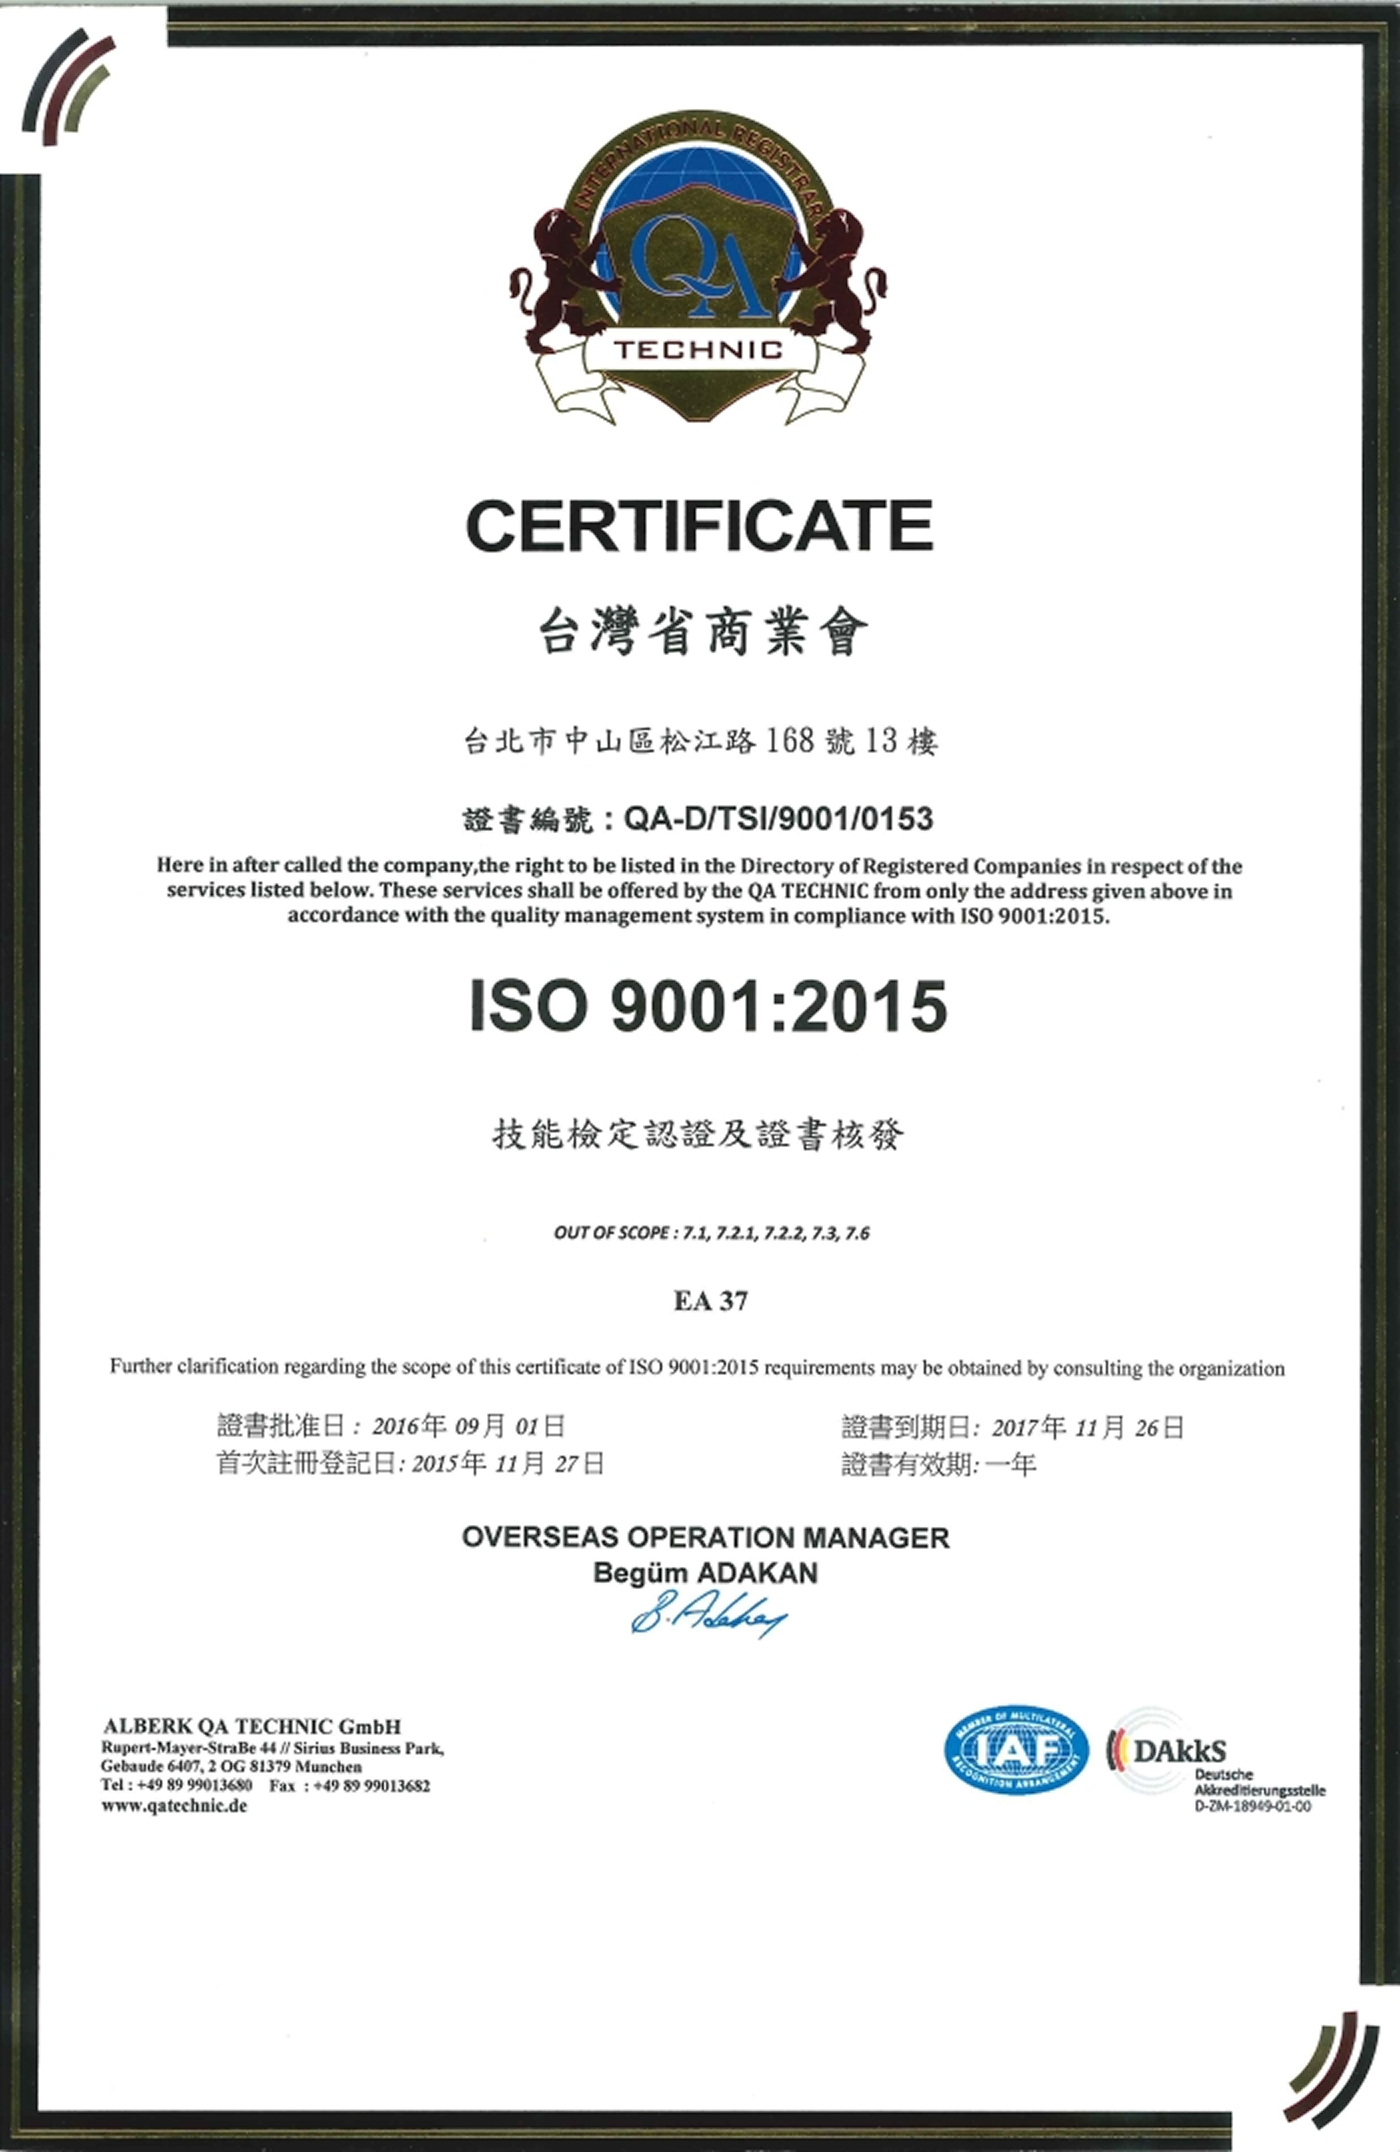 INTERNATIONAL REGISTRAR
QA
TECHNIC
CERTIFICATE
台灣省商業會
台北市中山區松江路 168 號 13 樓
證書編號 : QA-D/TSI/9001/0153
Here in after called the company,the right to be listed in the Directory of Registered Companies in respect of the
services listed below. These services shall be offered by the QA TECHNIC from only the address given above in
accordance with the quality management system in compliance with ISO 9001:2015.
ISO 9001:2015
技能檢定認證及證書核發
OUT OF SCOPE : 7.1, 7.2.1, 7.2.2, 7.3, 7.6
EA 37
Further clarification regarding the scope of this certificate of ISO 9001:2015 requirements may be obtained by consulting the organization
證書批准日 : 2016年 09月 01日
證書到期日: 2017年 11月 26日
首次註冊登記日: 2015年 11月 27日
證書有效期: 一年
OVERSEAS OPERATION MANAGER
Begüm ADAKAN
ALBERK QA TECHNIC GmbH
Rupert-Mayer-StraBe 44 // Sirius Business Park,
Gebaude 6407, 2 OG 81379 Munchen
Tel : +49 89 99013680 Fax : +49 89 99013682
www.qatechnic.de
MEMBER OF MULTILATERAL
IAF
RECOGNITION ARRANGEMENT
DAkkS
Deutsche
Akkreditierungsstelle
D-ZM-18949-01-00